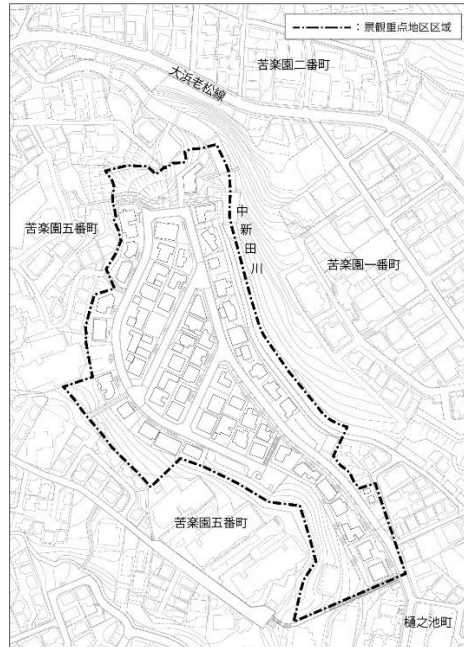 ：景観重点地区区域
苦楽園二番町
大浜老松線
中新田川
苦楽園五番町
苦楽園一番町
苦楽園五番町
樋之池町